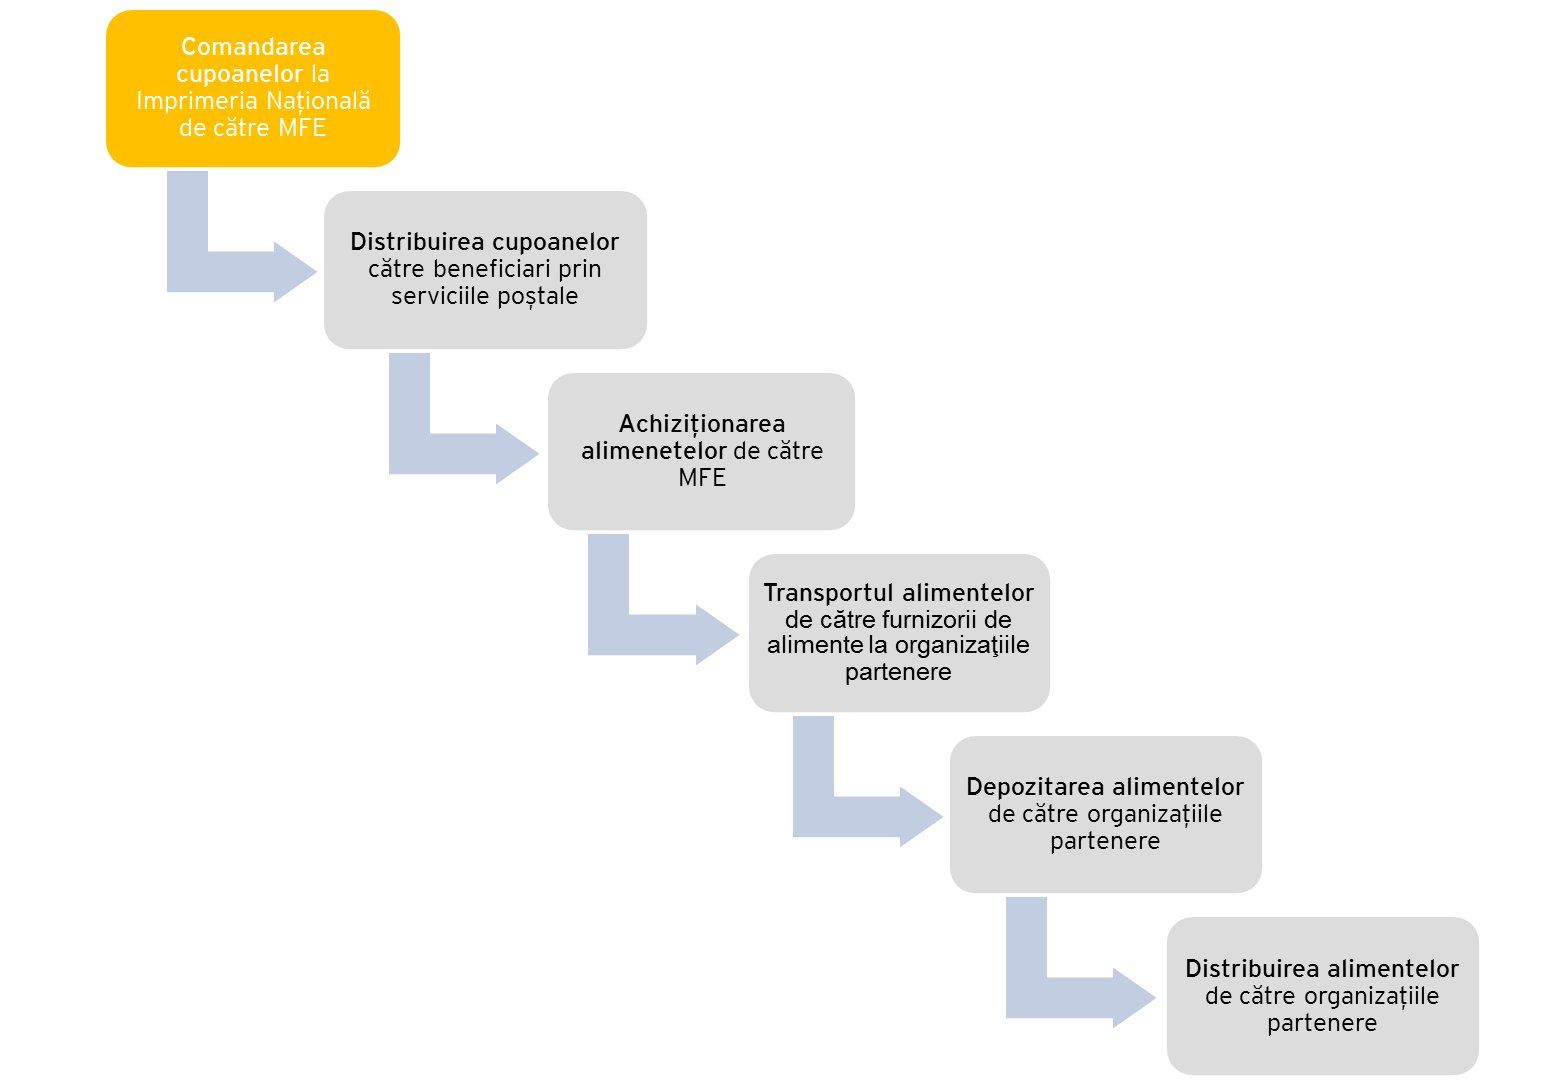 Comandarea
cupoanelor la
Imprimeria Națională
de către MFE
Distribuirea cupoanelor
către beneficiari prin
serviciile poștale
Achiziționarea
alimenetelor de către
MFE
Transportul alimentelor
de către furnizorii de
alimente la organizaţiile
partenere
Depozitarea alimentelor
de către organizațiile
partenere
Distribuirea alimentelor
de către organizațiile
partenere